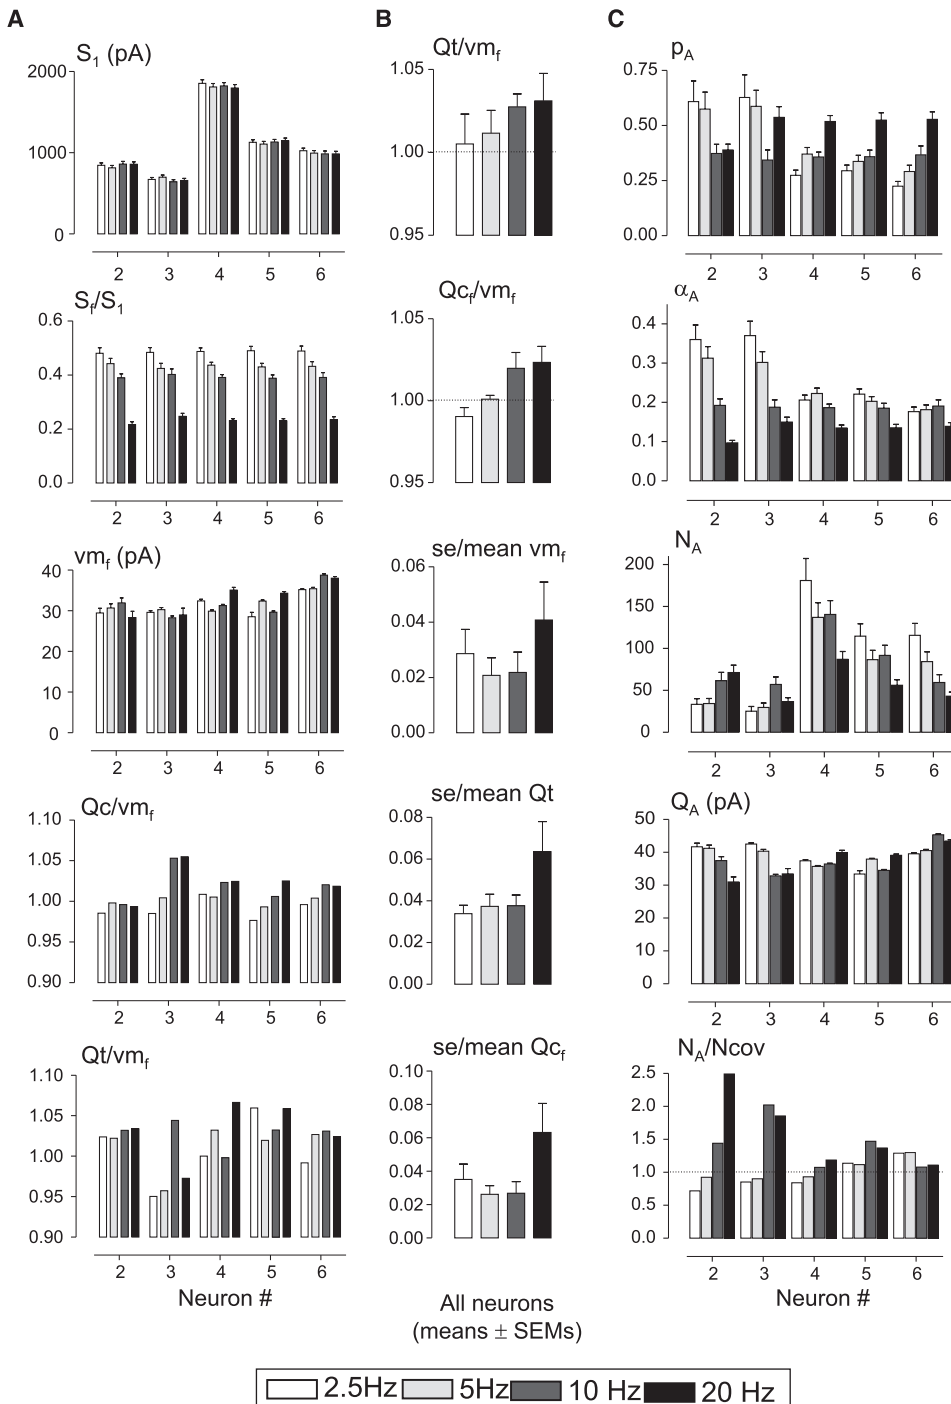 A
S1 (pA)
2000
1000
0
2 3 4 5 6
Sf/S1
0.6
0.4
0.2
0.0
2 3 4 5 6
vmf (pA)
40
30
20
10
0
2 3 4 5 6
Qc/vmf
1.10
1.05
1.00
0.95
0.90
2 3 4 5 6
Qt/vmf
1.10
1.05
1.00
0.95
0.90
2 3 4 5 6
Neuron #
B
Qt/vmf
1.05
1.00
0.95
Qcf/vmf
1.05
1.00
0.95
se/mean vmf
0.06
0.04
0.02
0.00
se/mean Qt
0.08
0.06
0.04
0.02
0.00
se/mean Qcf
0.10
0.08
0.06
0.04
0.02
0.00
All neurons
(means ± SEMs)
C
pA
0.75
0.50
0.25
0.00
2 3 4 5 6
αA
0.4
0.3
0.2
0.1
0.0
2 3 4 5 6
NA
200
150
100
50
0
2 3 4 5 6
QA (pA)
50
40
30
20
10
0
2 3 4 5 6
NA/Ncov
2.5
2.0
1.5
1.0
0.5
0.0
2 3 4 5 6
Neuron #
2.5Hz 5Hz 10 Hz 20 Hz